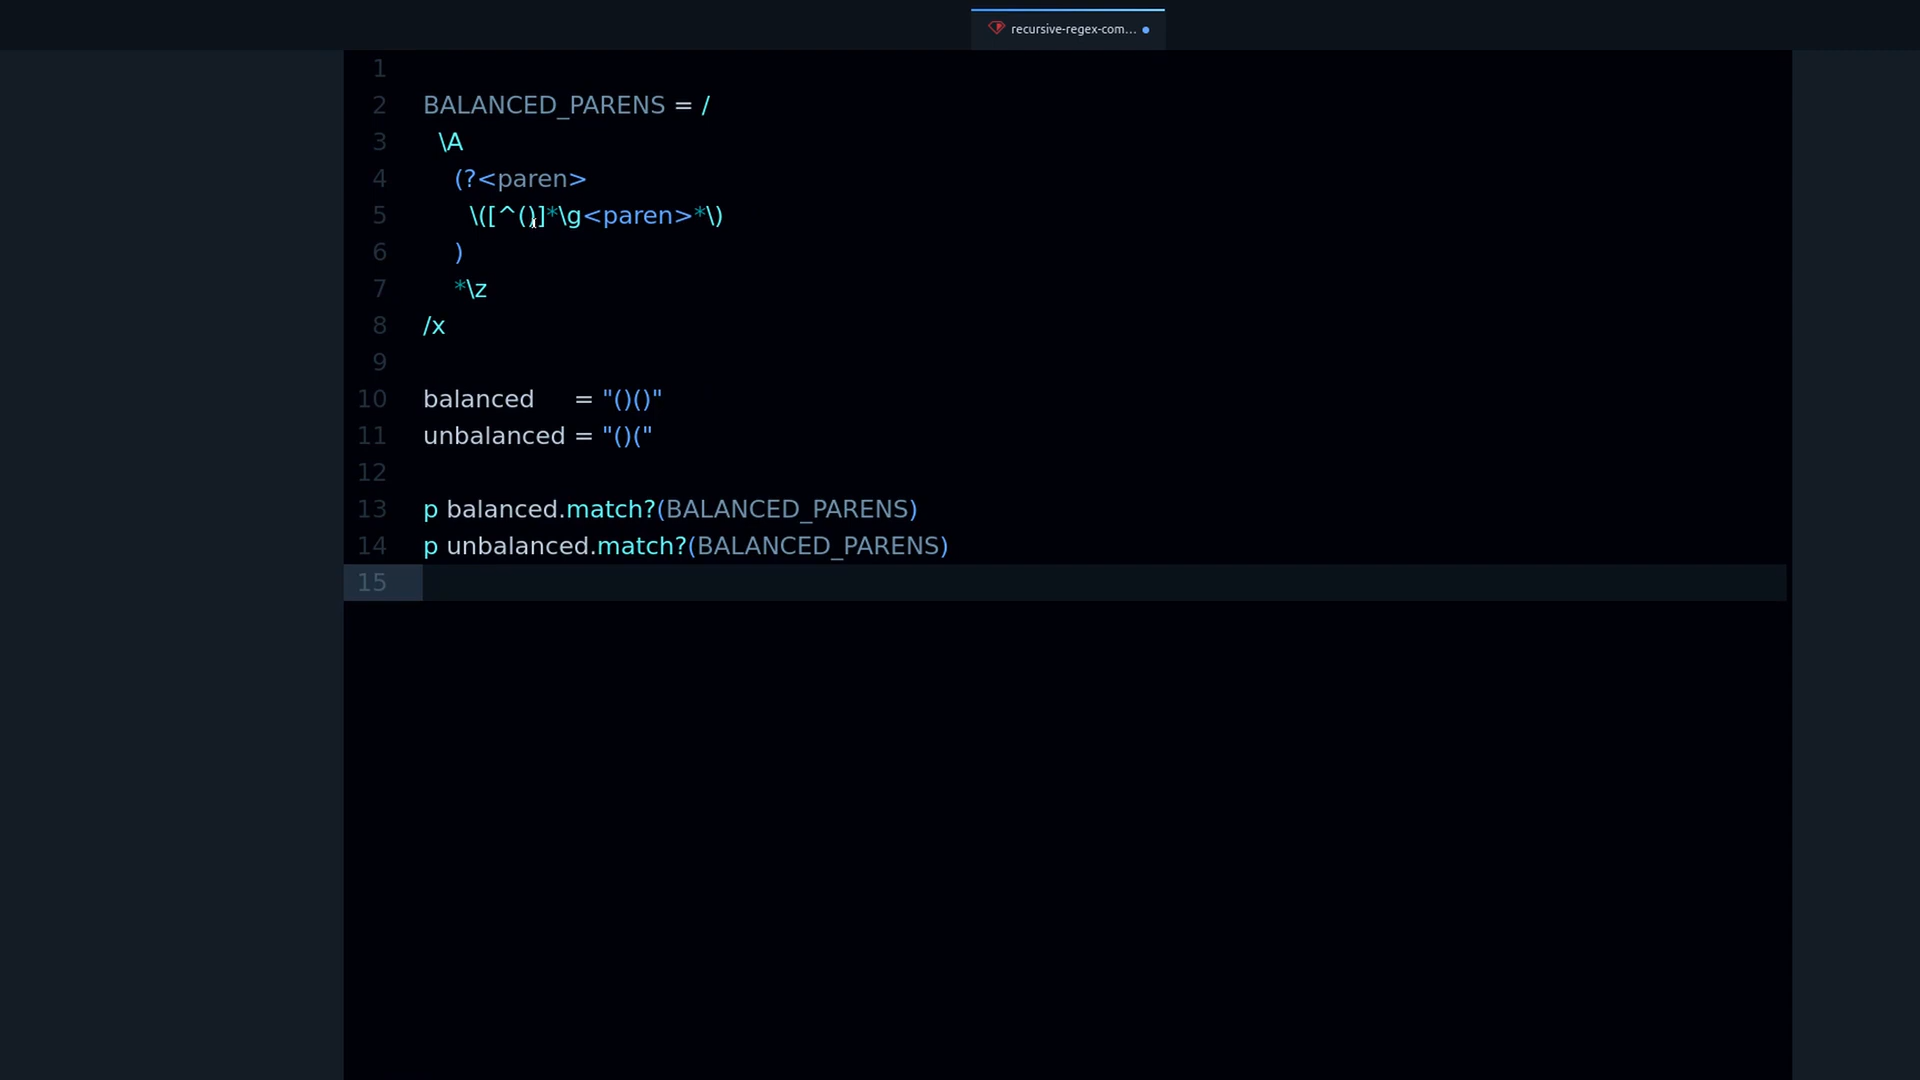 recursive-regex-com...
1
2 BALANCED_PARENS = /
3 \A
4 (?<paren>
5 \([^()]*\g<paren>*\)
6 )
7 *\z
8 /x
9
10 balanced = "()()"
11 unbalanced = "()("
12
13 p balanced.match?(BALANCED_PARENS)
14 p unbalanced.match?(BALANCED_PARENS)
15